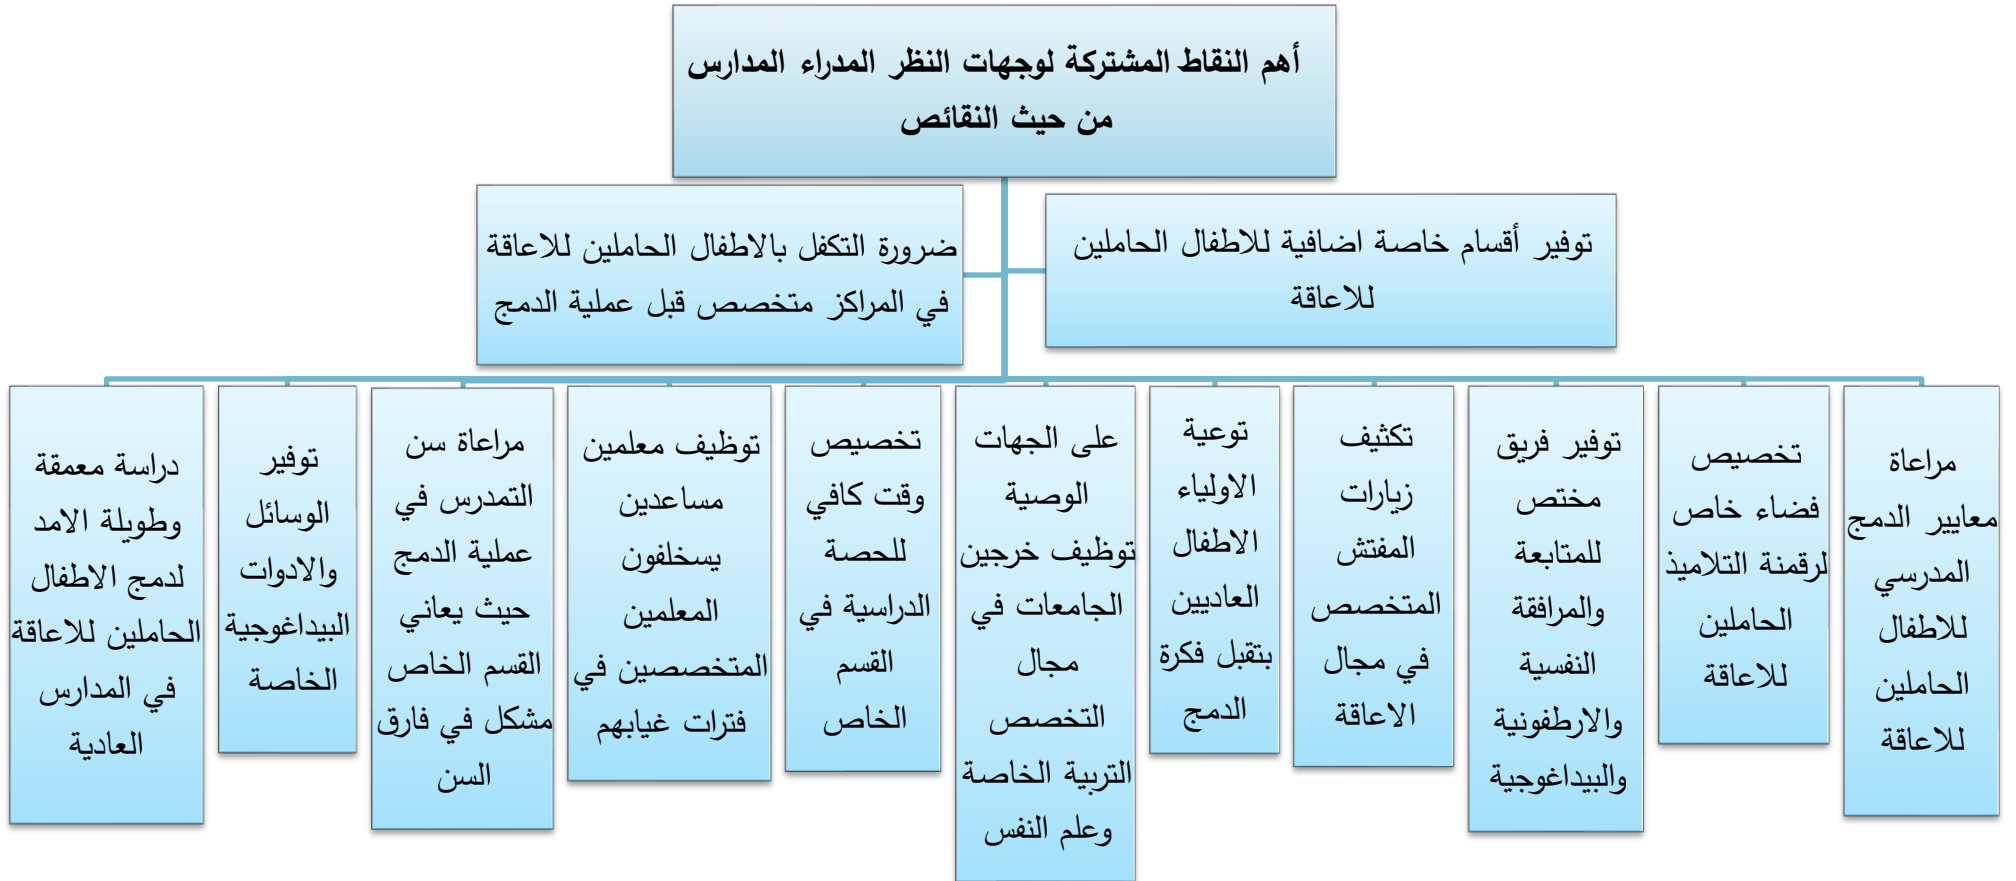 أهم النقاط المشتركة لوجهات النظر المدراء المدارس
من حيث النقائص
توفير أقسام خاصة اضافية للاطفال الحاملين
للاعاقة
ضرورة التكفل بالاطفال الحاملين للاعاقة
في المراكز متخصص قبل عملية الدمج
مراعاة
معايير الدمج
المدرسي
للاطفال
الحاملين
للاعاقة
تخصيص
فضاء خاص
لرقمنة التلاميذ
الحاملين
للاعاقة
توفير فريق
مختص
للمتابعة
والمرافقة
النفسية
والارطفونية
والبيداغوجية
تكثيف
زيارات
المفتش
المتخصص
في مجال
الاعاقة
توعية
الاولياء
الاطفال
العاديين
بتقبل فكرة
الدمج
على الجهات
الوصية
توظيف خرجين
الجامعات في
مجال
التخصص
التربية الخاصة
وعلم النفس
تخصيص
وقت كافي
للحصة
الدراسية في
القسم
الخاص
توظيف معلمين
مساعدين
يسخلفون
المعلمين
المتخصصين في
فترات غيابهم
مراعاة سن
التمدرس في
عملية الدمج
حيث يعاني
القسم الخاص
مشكل في فارق
السن
توفير
الوسائل
والادوات
البيداغوجية
الخاصة
دراسة معمقة
وطويلة الامد
لدمج الاطفال
الحاملين للاعاقة
في المدارس
العادية